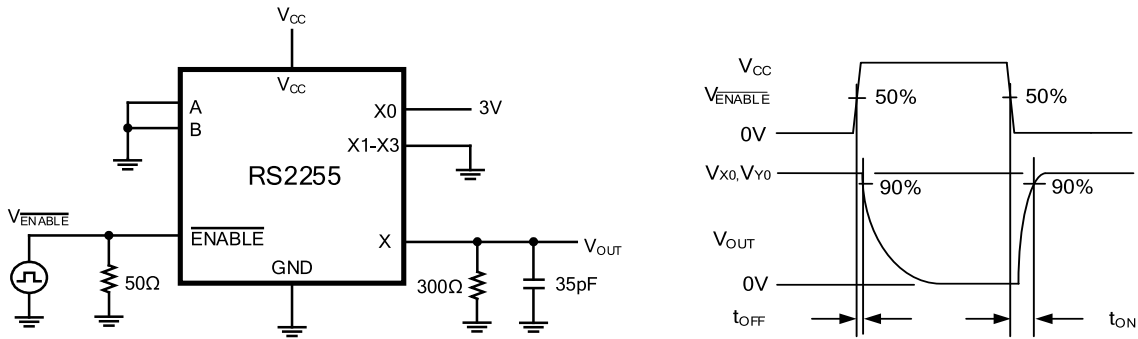 VCC
VCC
A
B
X0
3V
X1-X3
RS2255
VENABLE
ENABLE
X
VOUT
GND
50Ω
300Ω
35pF
VCC
VENABLE
50%
50%
0V
VX0,VY0
90%
90%
VOUT
0V
tOFF
tON